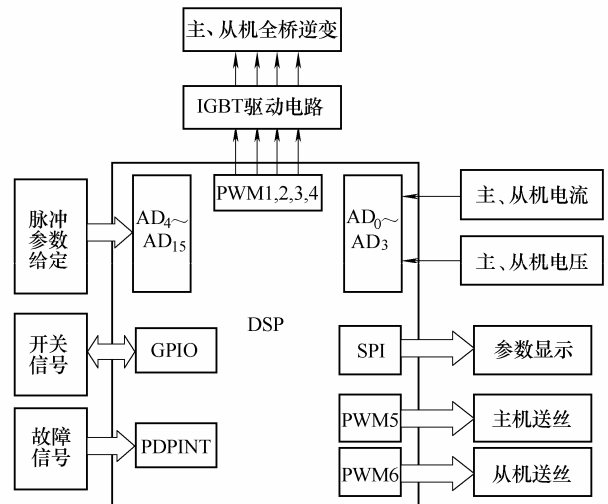 主、从机全桥逆变
IGBT驱动电路
PWM1,2,3,4
脉冲
参数
给定
AD4～
AD15
AD0～
AD3
主、从机电流
主、从机电压
DSP
开关
信号
GPIO
SPI
参数显示
故障
信号
PDPINT
PWM5
主机送丝
PWM6
从机送丝